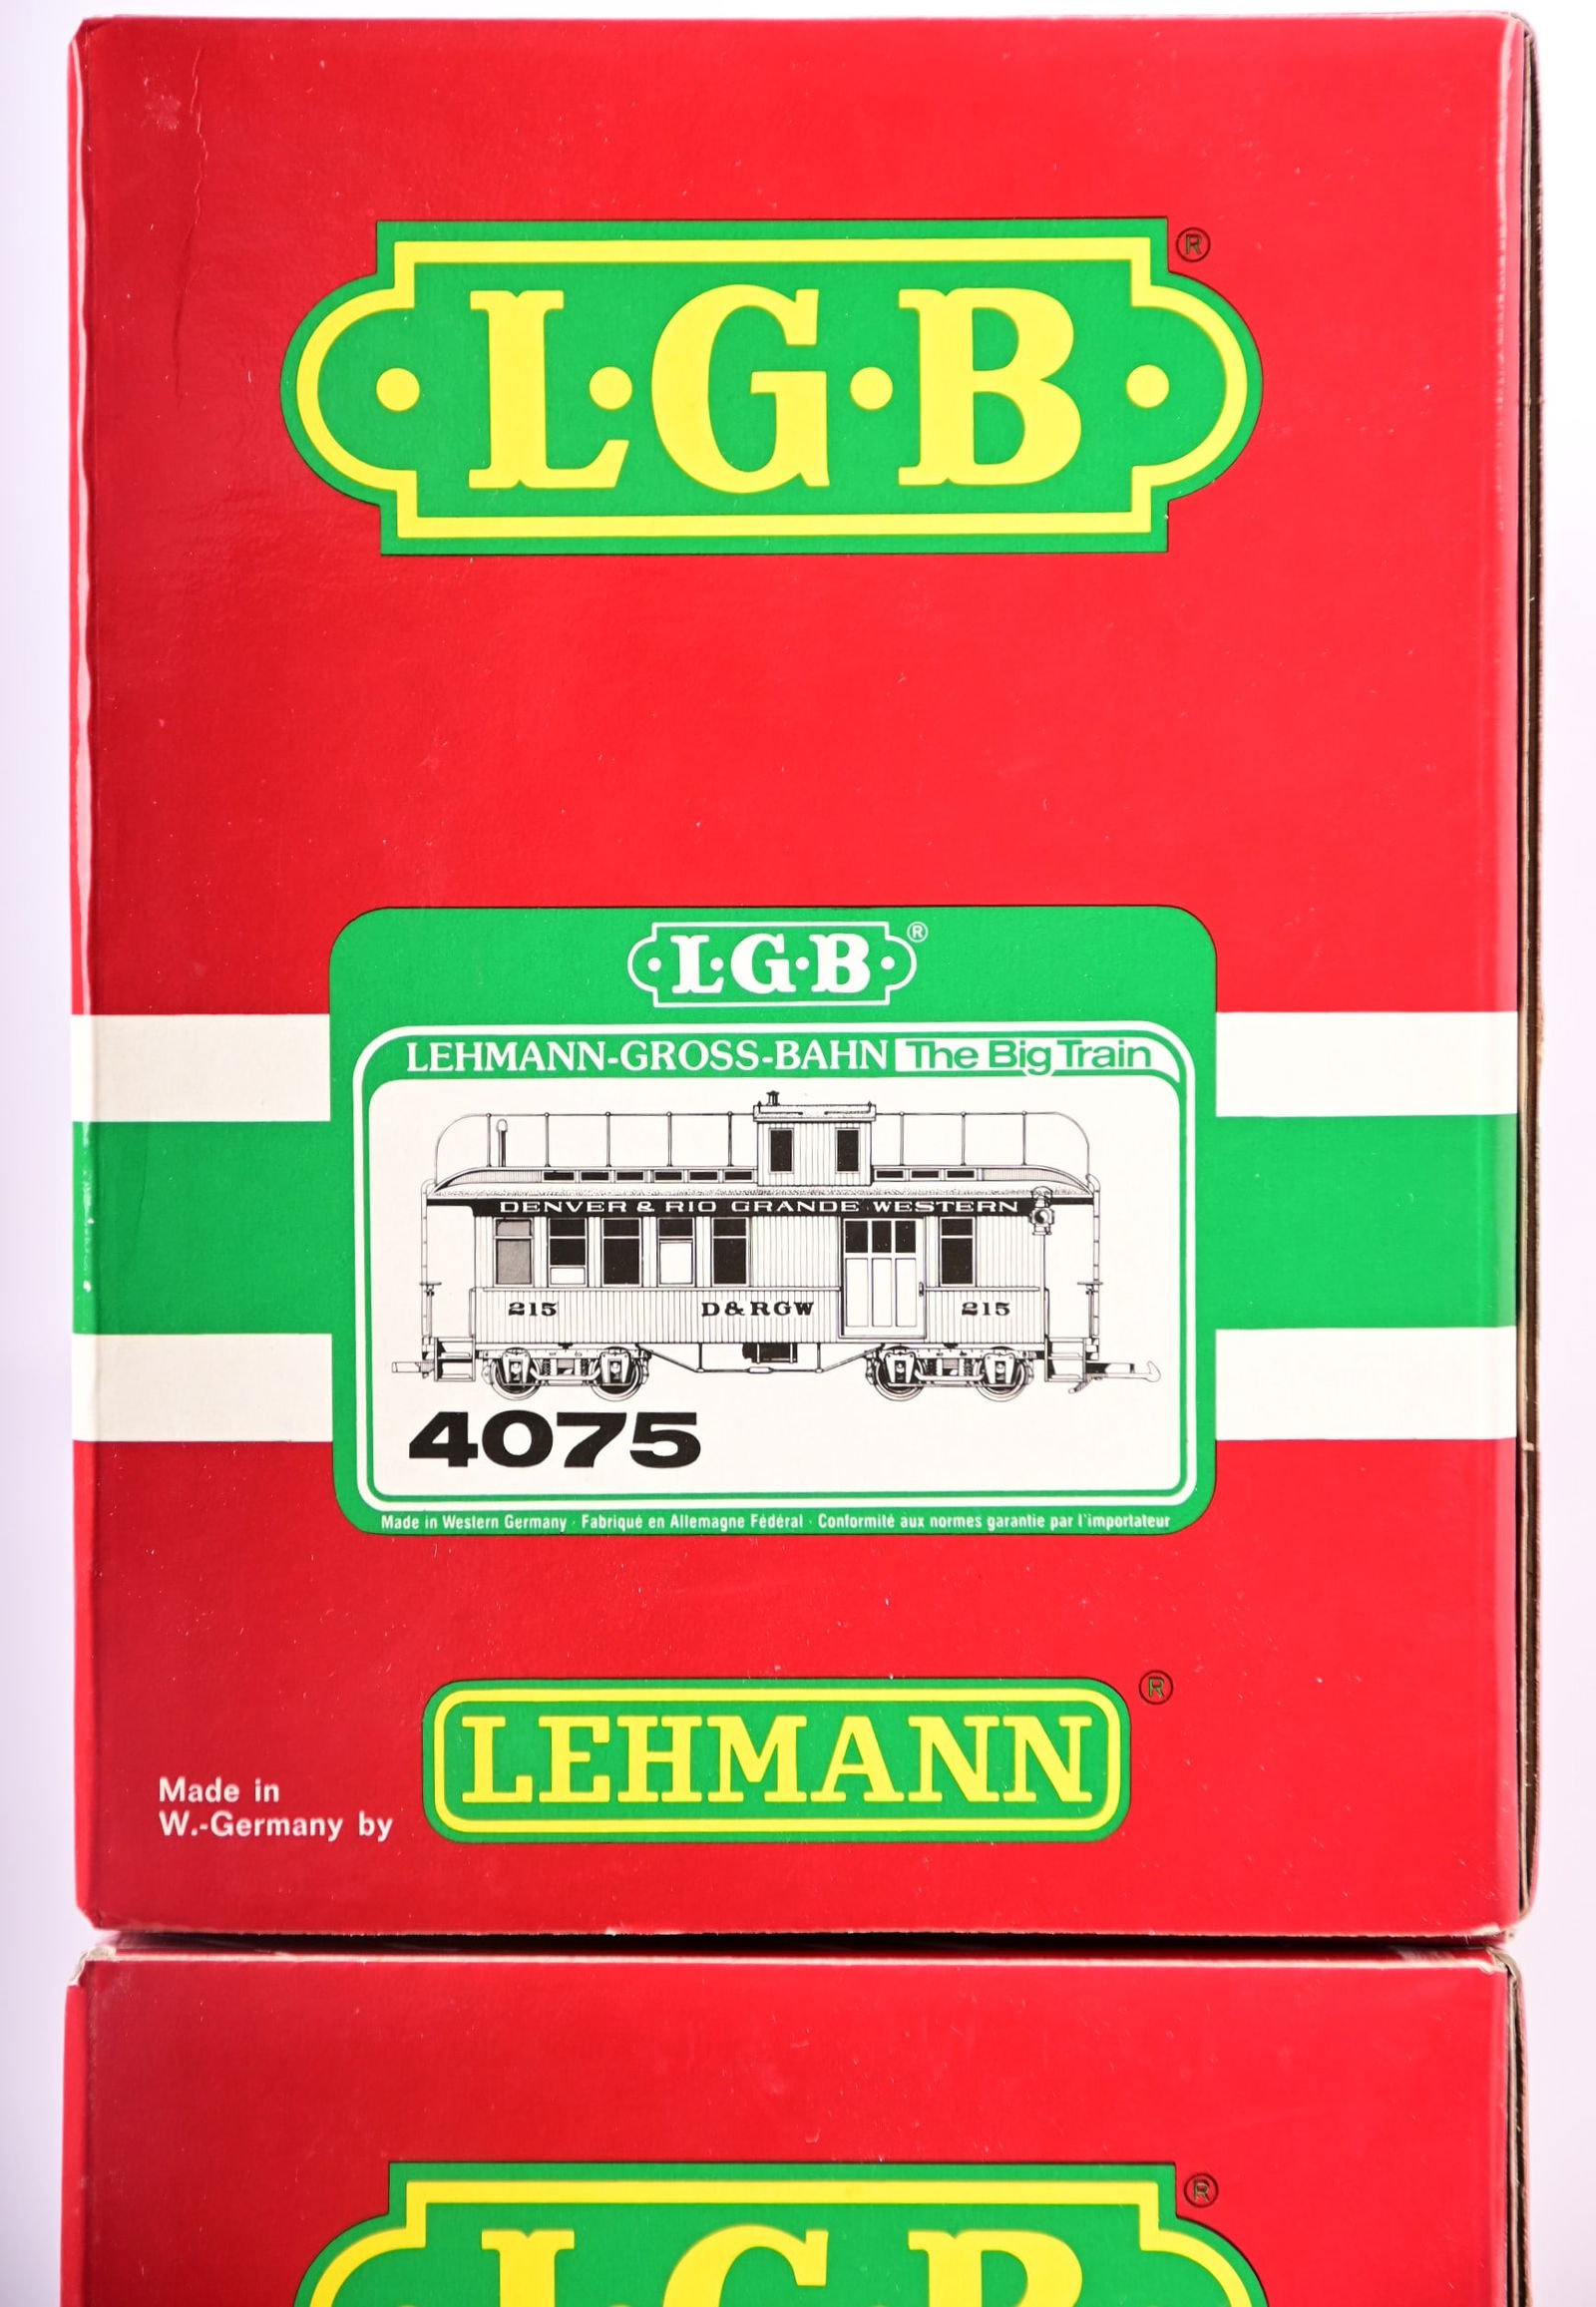 ·L·G·B· ®
·L·G·B· ®
LEHMANN-GROSS-BAHN The Big Train
DENVER & RIO GRANDE WESTERN
215 D&RGW 215
4075
Made in Western Germany · Fabriqué en Allemagne Fédéral · Conformité aux normes garantie par l'importateur
LEHMANN ®
Made in
W.-Germany by
L·G·B ®